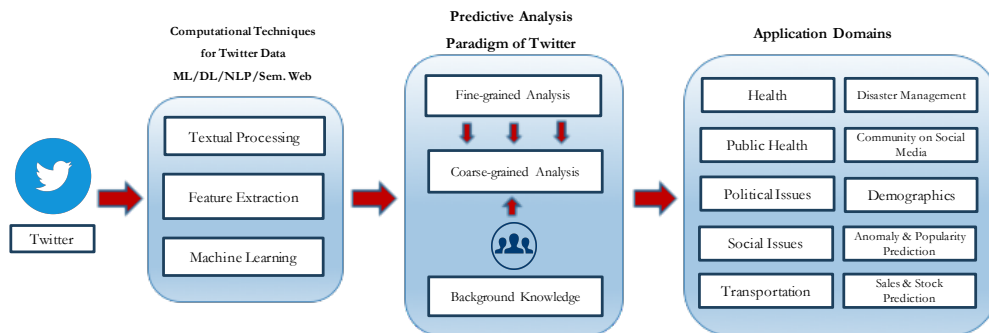 Computational Techniques
for Twitter Data
ML/DL/NLP/Sem. Web
Predictive Analysis
Paradigm of Twitter
Application Domains
Twitter
Textual Processing
Feature Extraction
Machine Learning
Fine-grained Analysis
Coarse-grained Analysis
Background Knowledge
Health
Disaster Management
Public Health
Community on Social
Media
Political Issues
Demographics
Social Issues
Anomaly & Popularity
Prediction
Transportation
Sales & Stock
Prediction